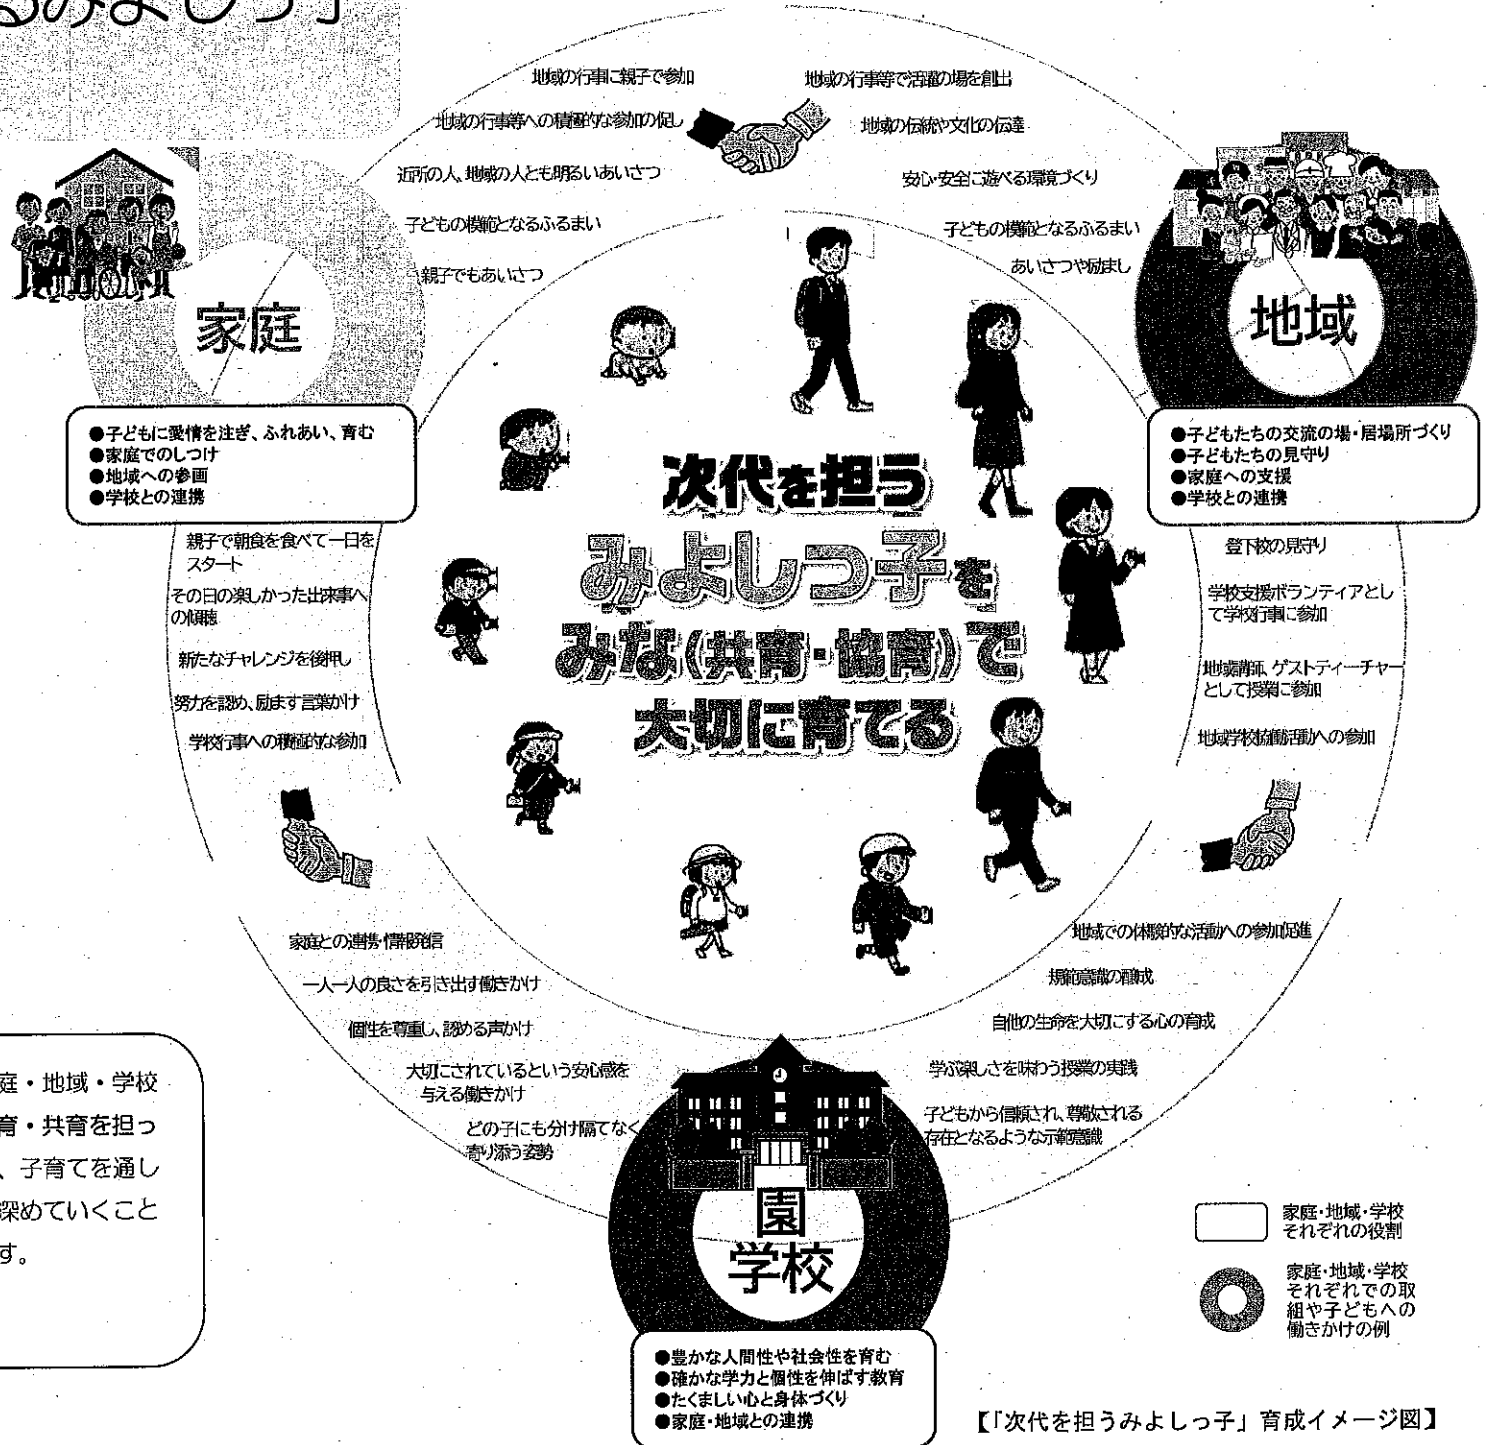 るみよしっ子
地域の行事に親子で参加
地域の行事等への積極的な参加の促し
近所の人、地域の人とも明るいあいさつ
子どもの模範となるふるまい
親子でもあいさつ
地域の行事等で活躍の場を創出
地域の伝統や文化の伝達
安心・安全に遊べる環境づくり
子どもの模範となるふるまい
あいさつや励まし
家庭
●子どもに愛情を注ぎ、ふれあい、育む
●家庭でのしつけ
●地域への参画
●学校との連携
地域
●子どもたちの交流の場・居場所づくり
●子どもたちの見守り
●家庭への支援
●学校との連携
次代を担う
みよしっ子を
みな(共育・協育)で
大切に育てる
親子で朝食を食べて一日を
スタート
その日の楽しかった出来事へ
の傾聴
新たなチャレンジを後押し
努力を認め、励ます言葉かけ
学校行事への積極的な参加
登下校の見守り
学校支援ボランティアとし
て学校行事に参加
地域講師、ゲストティーチャー
として授業に参加
地域学校協働活動への参加
家庭との連携・情報発信
一人一人の良さを引き出す働きかけ
個性を尊重し、認める声かけ
大切にされているという安心感を
与える働きかけ
どの子にも分け隔てなく
寄り添う姿勢
地域での体験的な活動への参加促進
規範意識の醸成
自他の生命を大切にする心の育成
学ぶ楽しさを味わう授業の実践
子どもから信頼され、尊敬される
存在となるような示範意識
園
学校
●豊かな人間性や社会性を育む
●確かな学力と個性を伸ばす教育
●たくましい心と身体づくり
●家庭・地域との連携
庭・地域・学校
育・共育を担っ
、子育てを通し
深めていくこと
す。
家庭・地域・学校
それぞれの役割
家庭・地域・学校
それぞれでの取
組や子どもへの
働きかけの例
【「次代を担うみよしっ子」育成イメージ図】